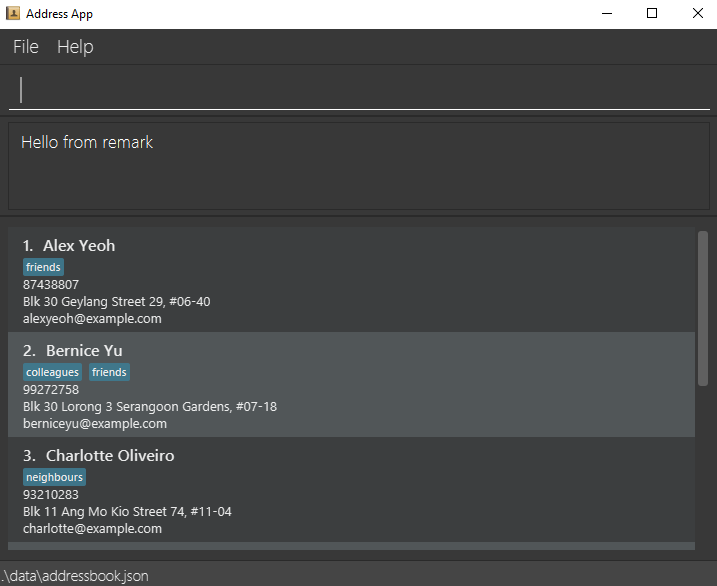 Address App
File Help
Hello from remark
1. Alex Yeoh
friends
87438807
Blk 30 Geylang Street 29, #06-40
alexyeoh@example.com
2. Bernice Yu
colleagues friends
99272758
Blk 30 Lorong 3 Serangoon Gardens, #07-18
berniceyu@example.com
3. Charlotte Oliveiro
neighbours
93210283
Blk 11 Ang Mo Kio Street 74, #11-04
charlotte@example.com
.\data\addressbook.json